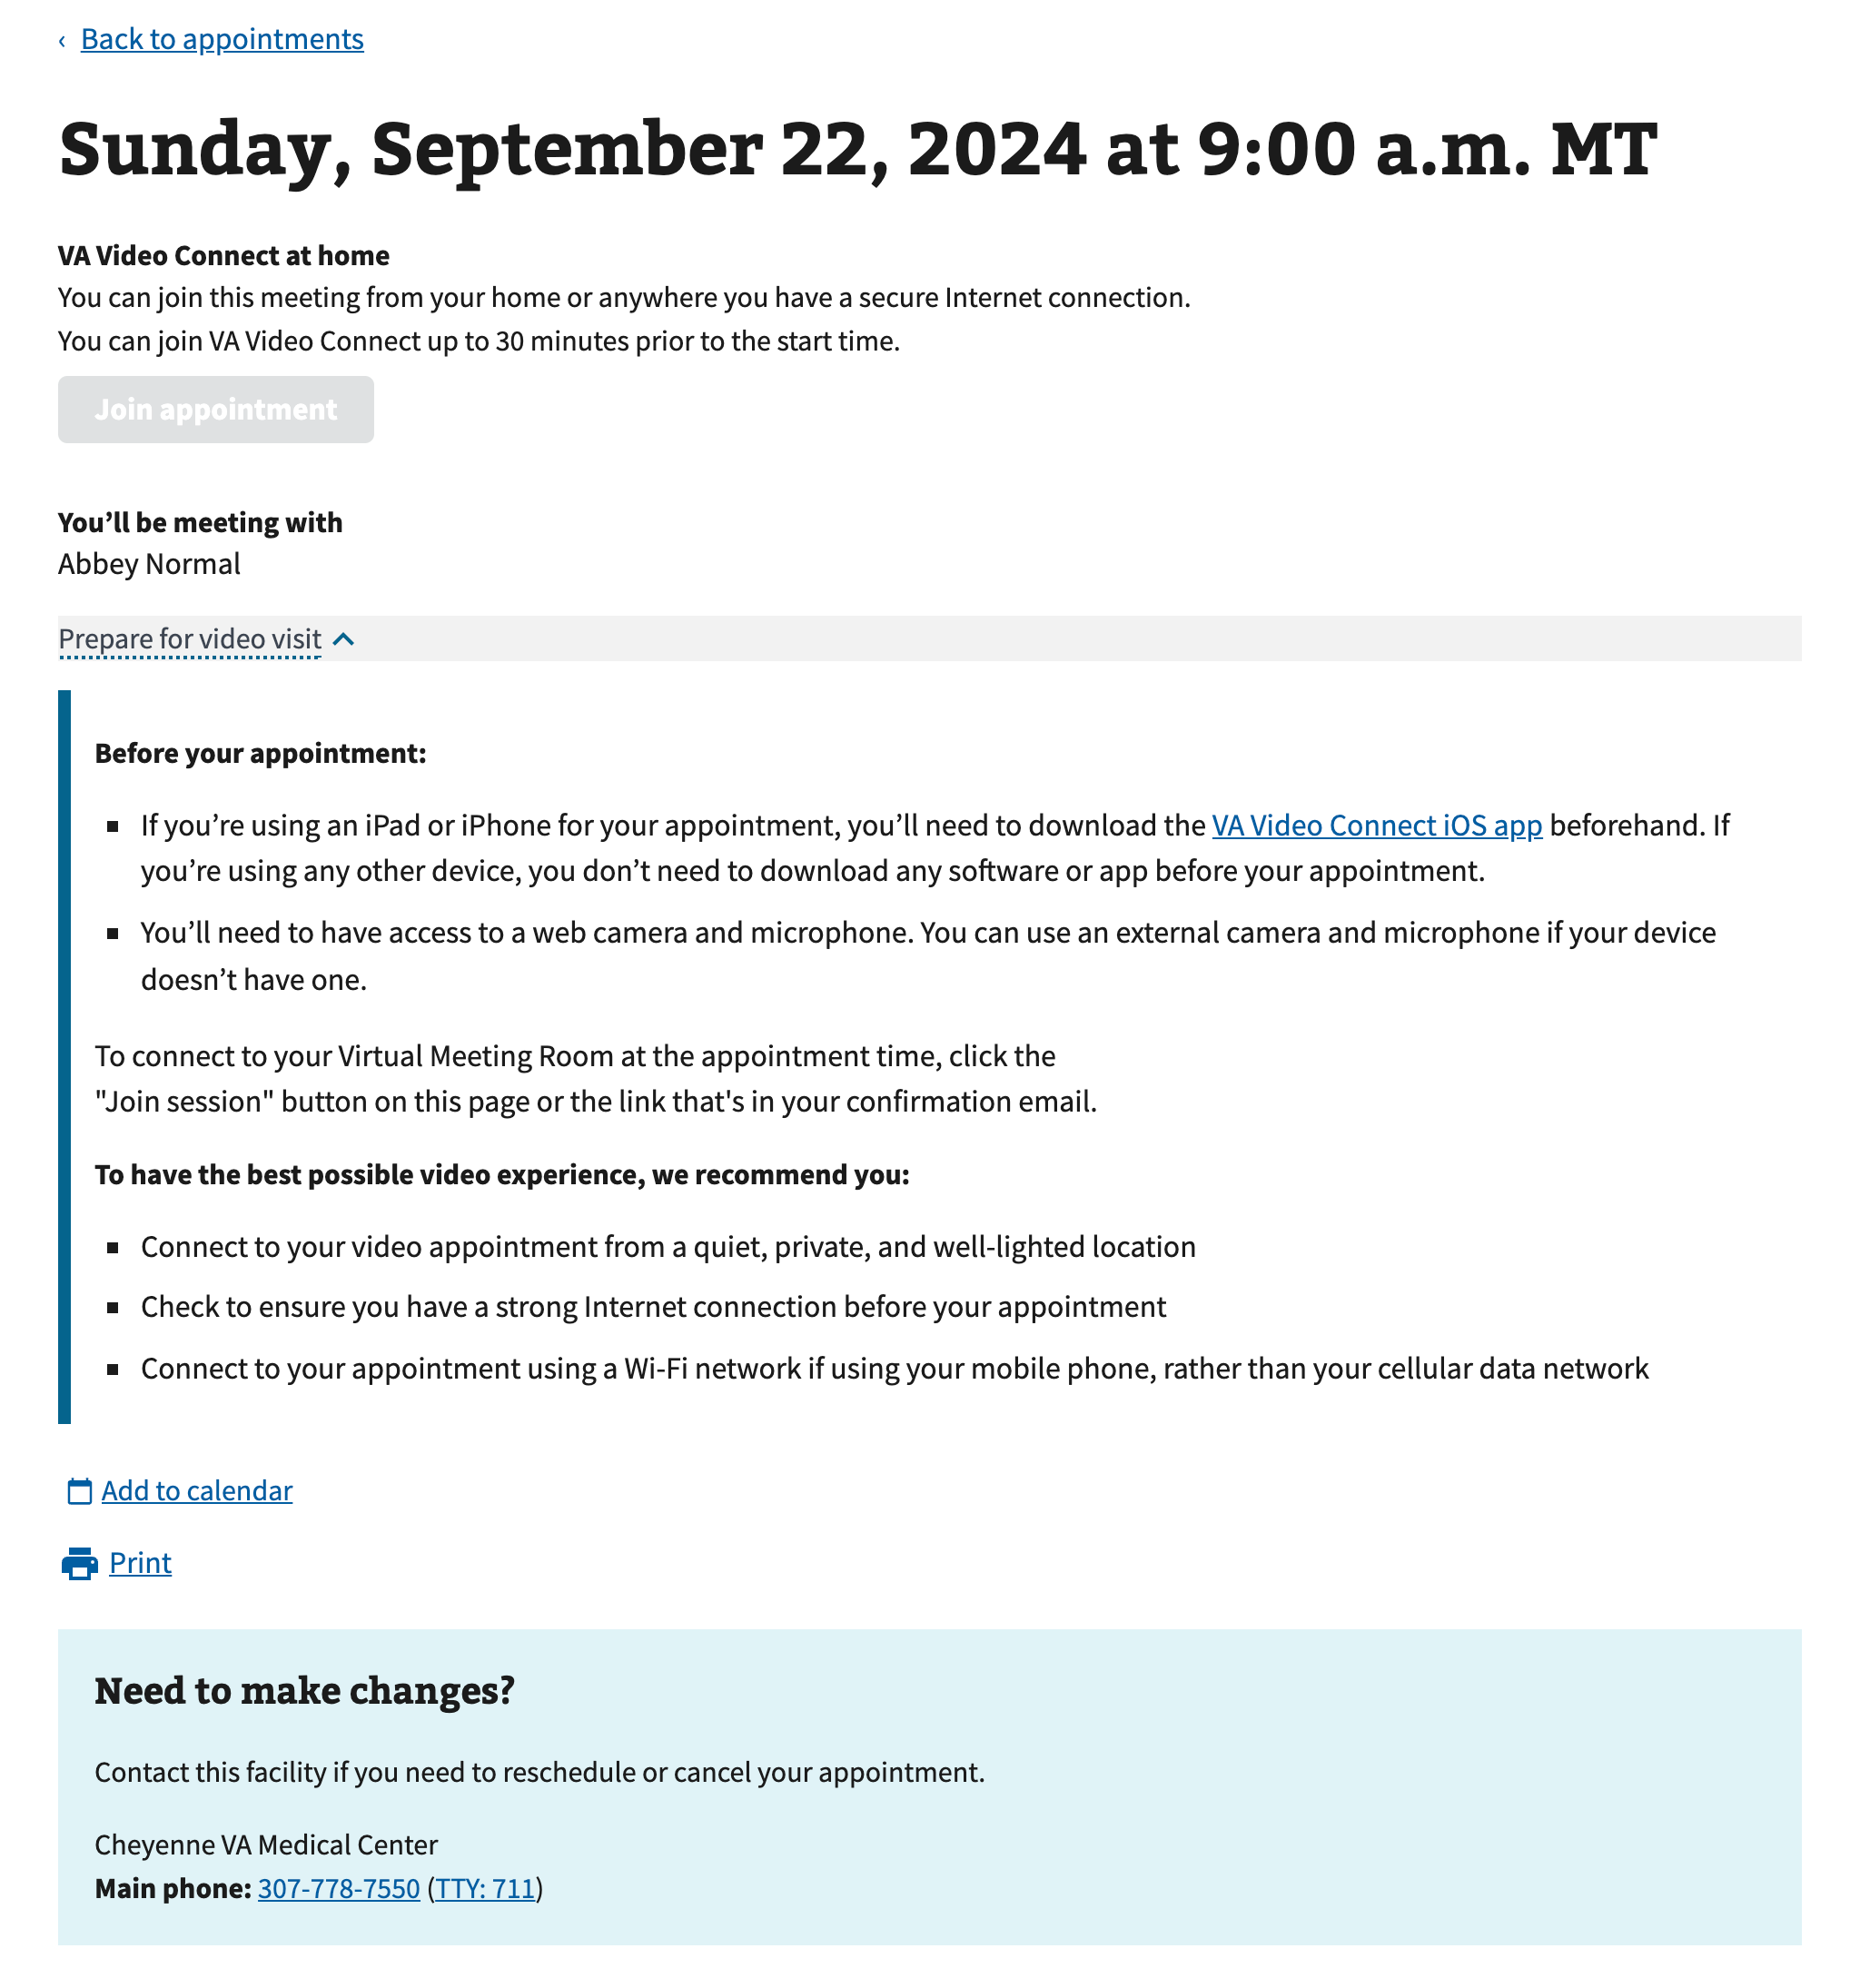 ‹ Back to appointments
Sunday, September 22, 2024 at 9:00 a.m. MT
VA Video Connect at home
You can join this meeting from your home or anywhere you have a secure Internet connection.
You can join VA Video Connect up to 30 minutes prior to the start time.
Join appointment
You’ll be meeting with
Abbey Normal
Prepare for video visit
Before your appointment:
If you’re using an iPad or iPhone for your appointment, you’ll need to download the VA Video Connect iOS app beforehand. If
you’re using any other device, you don’t need to download any software or app before your appointment.
You’ll need to have access to a web camera and microphone. You can use an external camera and microphone if your device
doesn’t have one.
To connect to your Virtual Meeting Room at the appointment time, click the
"Join session" button on this page or the link that's in your confirmation email.
To have the best possible video experience, we recommend you:
Connect to your video appointment from a quiet, private, and well-lighted location
Check to ensure you have a strong Internet connection before your appointment
Connect to your appointment using a Wi-Fi network if using your mobile phone, rather than your cellular data network
Add to calendar
Print
Need to make changes?
Contact this facility if you need to reschedule or cancel your appointment.
Cheyenne VA Medical Center
Main phone: 307-778-7550 (TTY: 711)